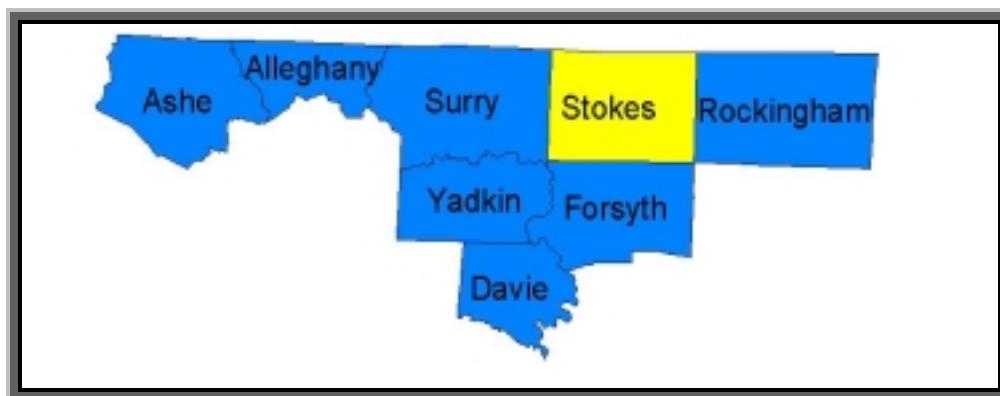 Alleghany
Ashe
Surry
Stokes
Rockingham
Yadkin
Forsyth
Davie